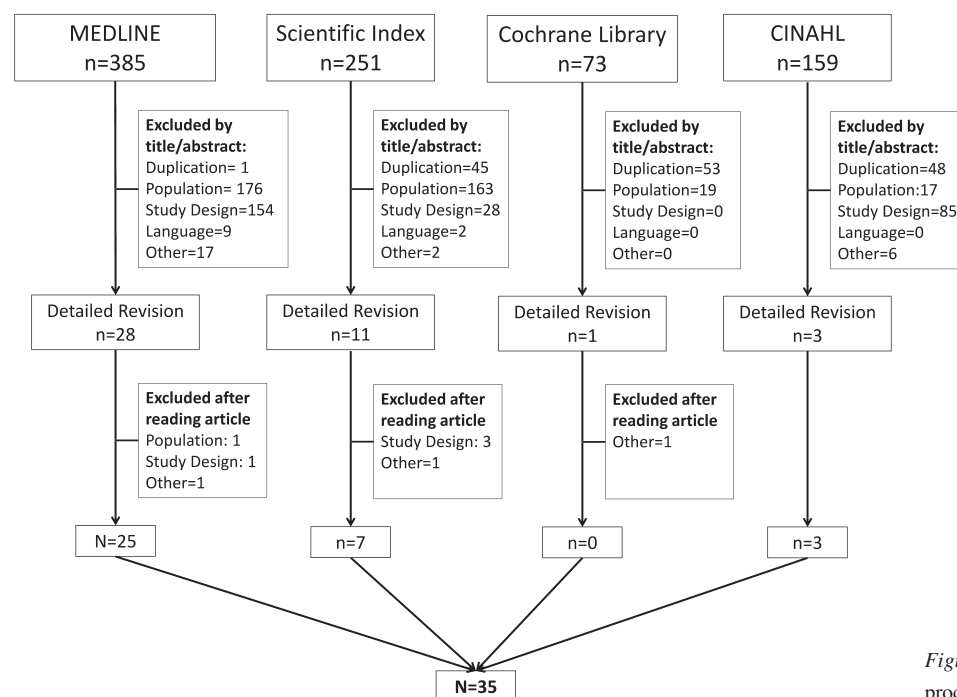 MEDLINE
n=385
Scientific Index
n=251
Cochrane Library
n=73
CINAHL
n=159
Excluded by
title/abstract:
Duplication= 1
Population= 176
Study Design=154
Language=9
Other=17
Excluded by
title/abstract:
Duplication=45
Population=163
Study Design=28
Language=2
Other=2
Excluded by
title/abstract:
Duplication=53
Population=19
Study Design=0
Language=0
Other=0
Excluded by
title/abstract:
Duplication=48
Population:17
Study Design=85
Language=0
Other=6
Detailed Revision
n=28
Detailed Revision
n=11
Detailed Revision
n=1
Detailed Revision
n=3
Excluded after
reading article
Population: 1
Study Design: 1
Other=1
Excluded after
reading article
Study Design: 3
Other=1
Excluded after
reading article
Other=1
N=25
n=7
n=0
n=3
N=35